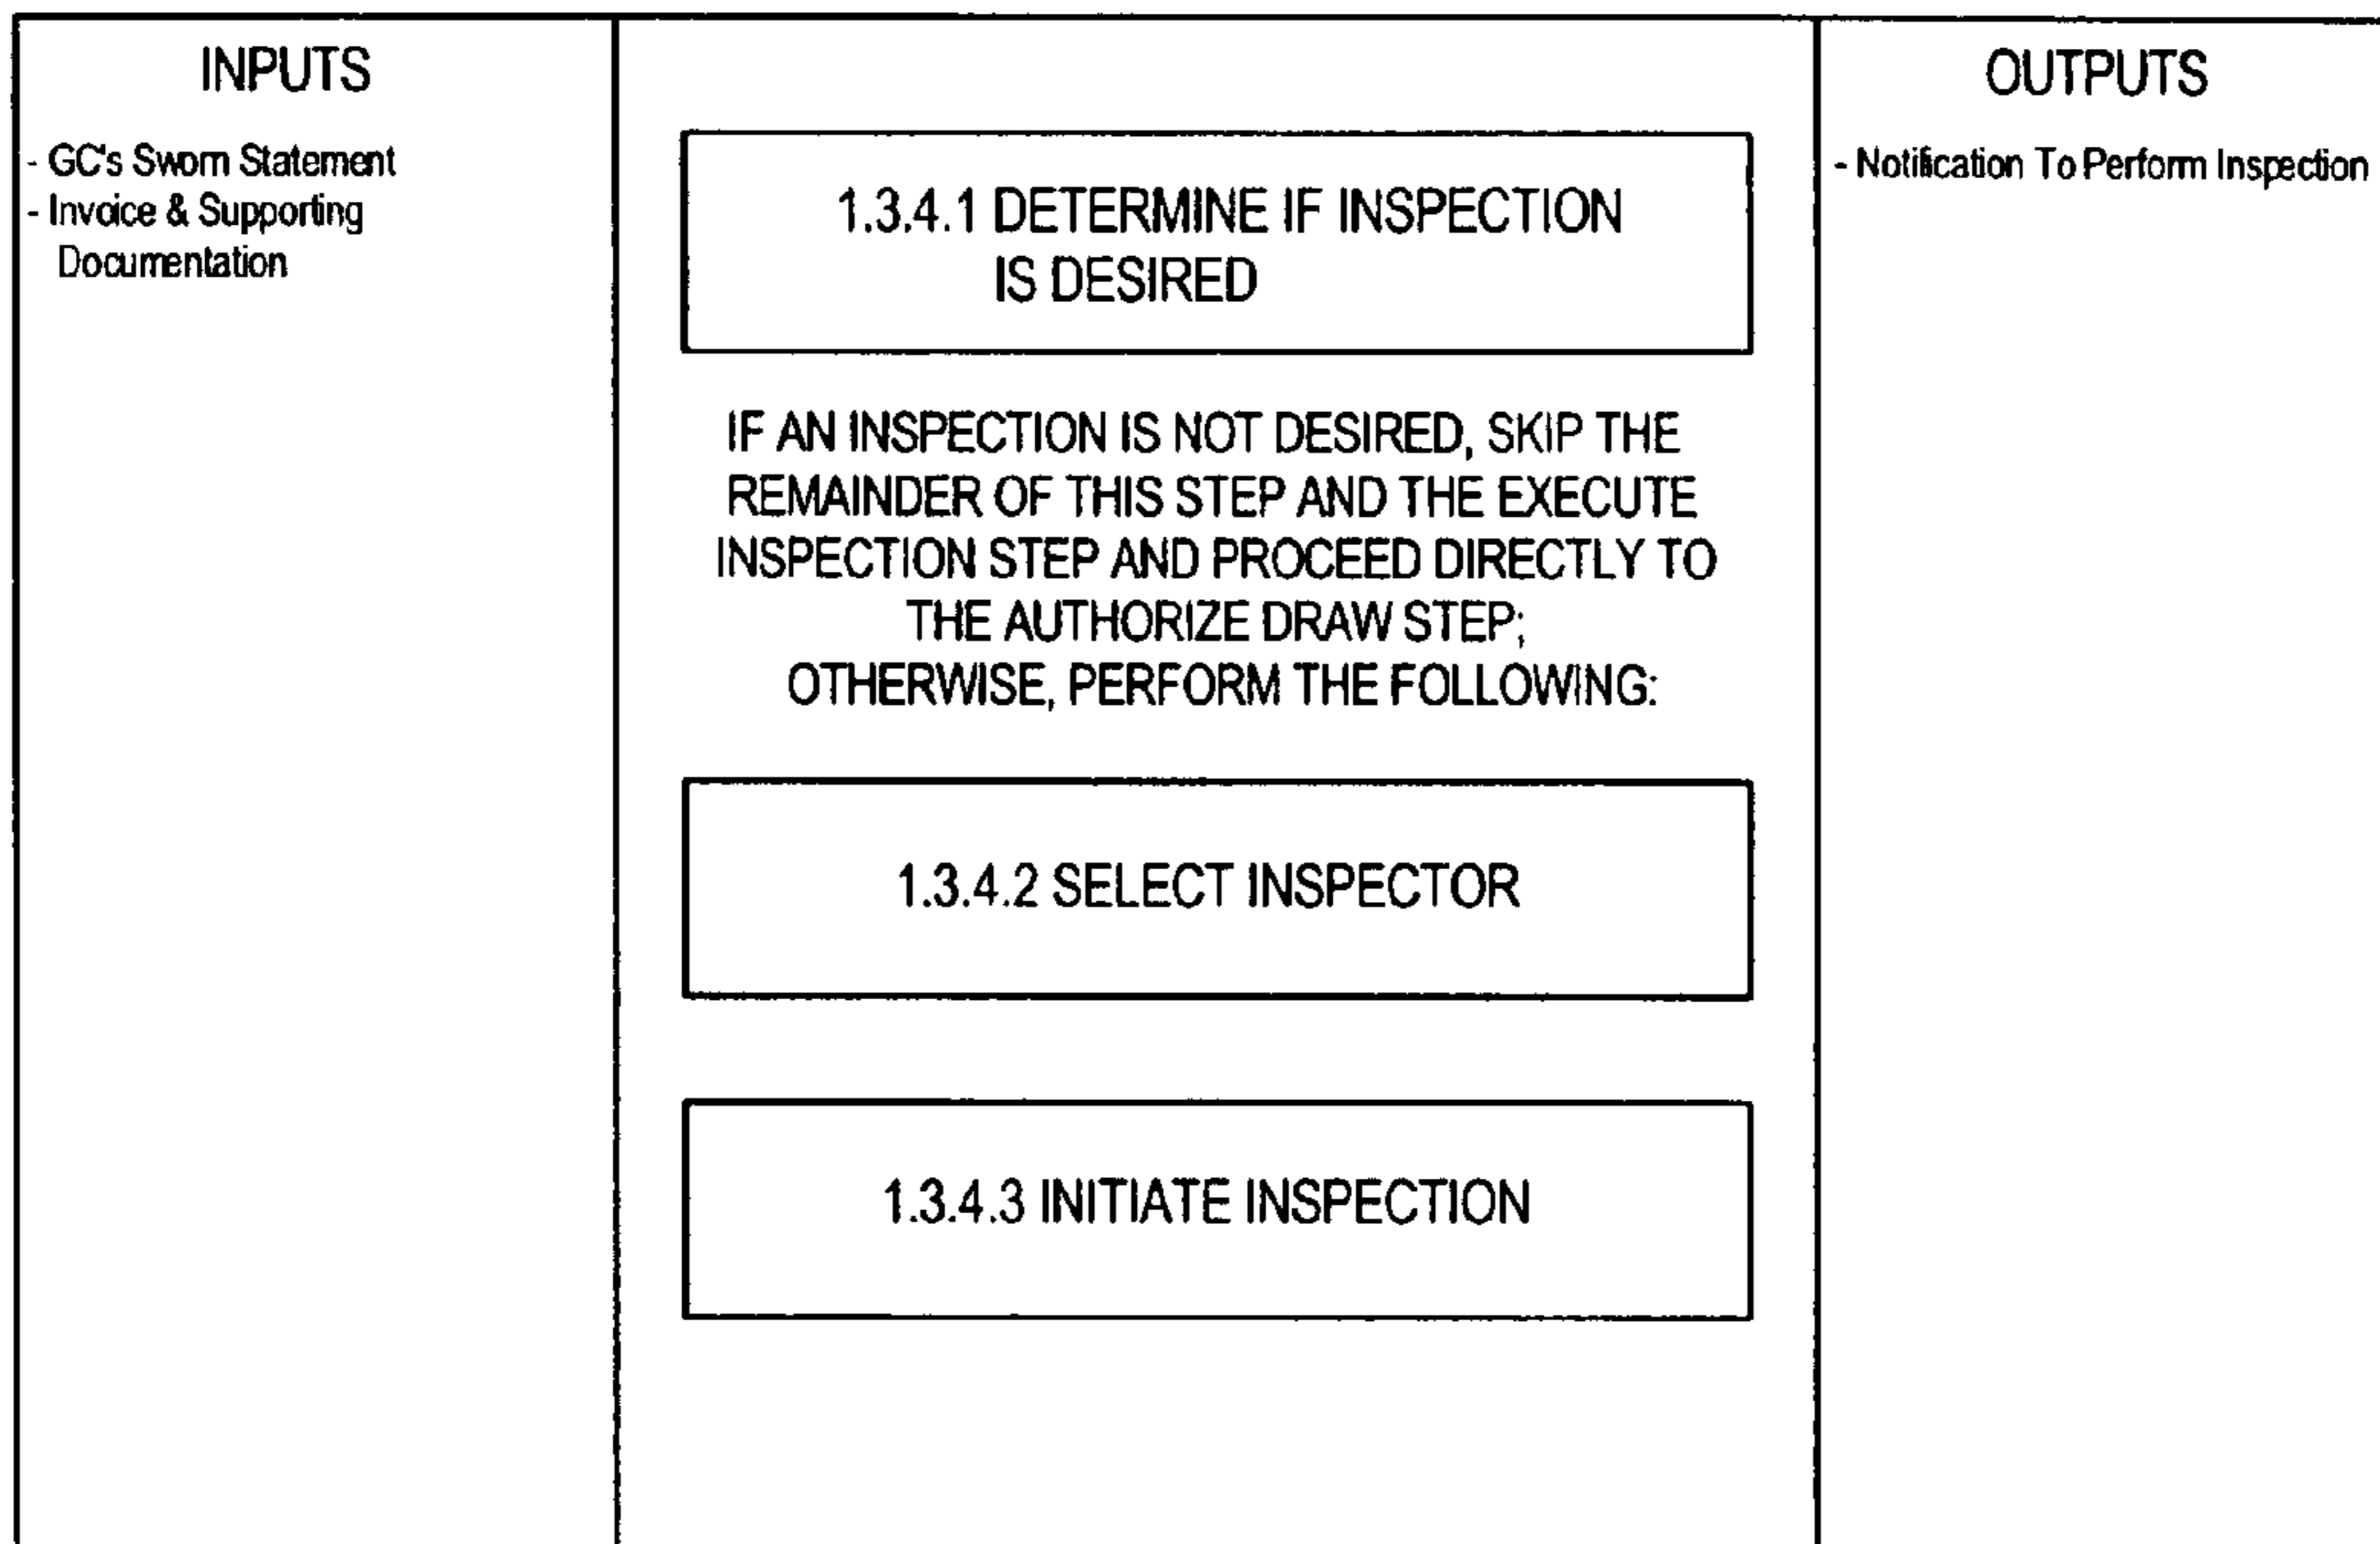 INPUTS
- GC's Sworn Statement
- Invoice & Supporting
Documentation
1.3.4.1 DETERMINE IF INSPECTION
IS DESIRED
IF AN INSPECTION IS NOT DESIRED, SKIP THE
REMAINDER OF THIS STEP AND THE EXECUTE
INSPECTION STEP AND PROCEED DIRECTLY TO
THE AUTHORIZE DRAW STEP;
OTHERWISE, PERFORM THE FOLLOWING:
1.3.4.2 SELECT INSPECTOR
1.3.4.3 INITIATE INSPECTION
OUTPUTS
- Notification To Perform Inspection